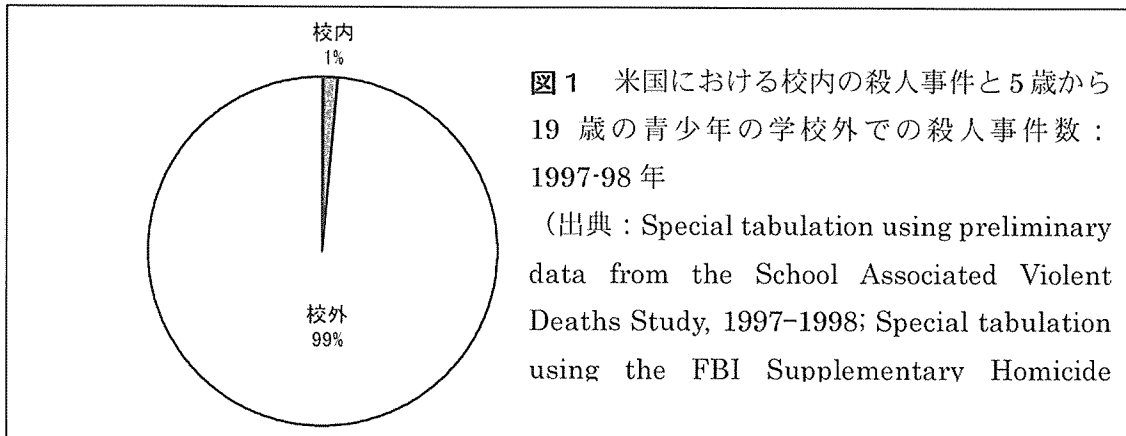 校内
1%
校外
99%
図1 米国における校内の殺人事件と5歳から
19 歳の青少年の学校外での殺人事件数：
1997-98 年
（出典：Special tabulation using preliminary
data from the School Associated Violent
Deaths Study, 1997–1998; Special tabulation
using the FBI Supplementary Homicide